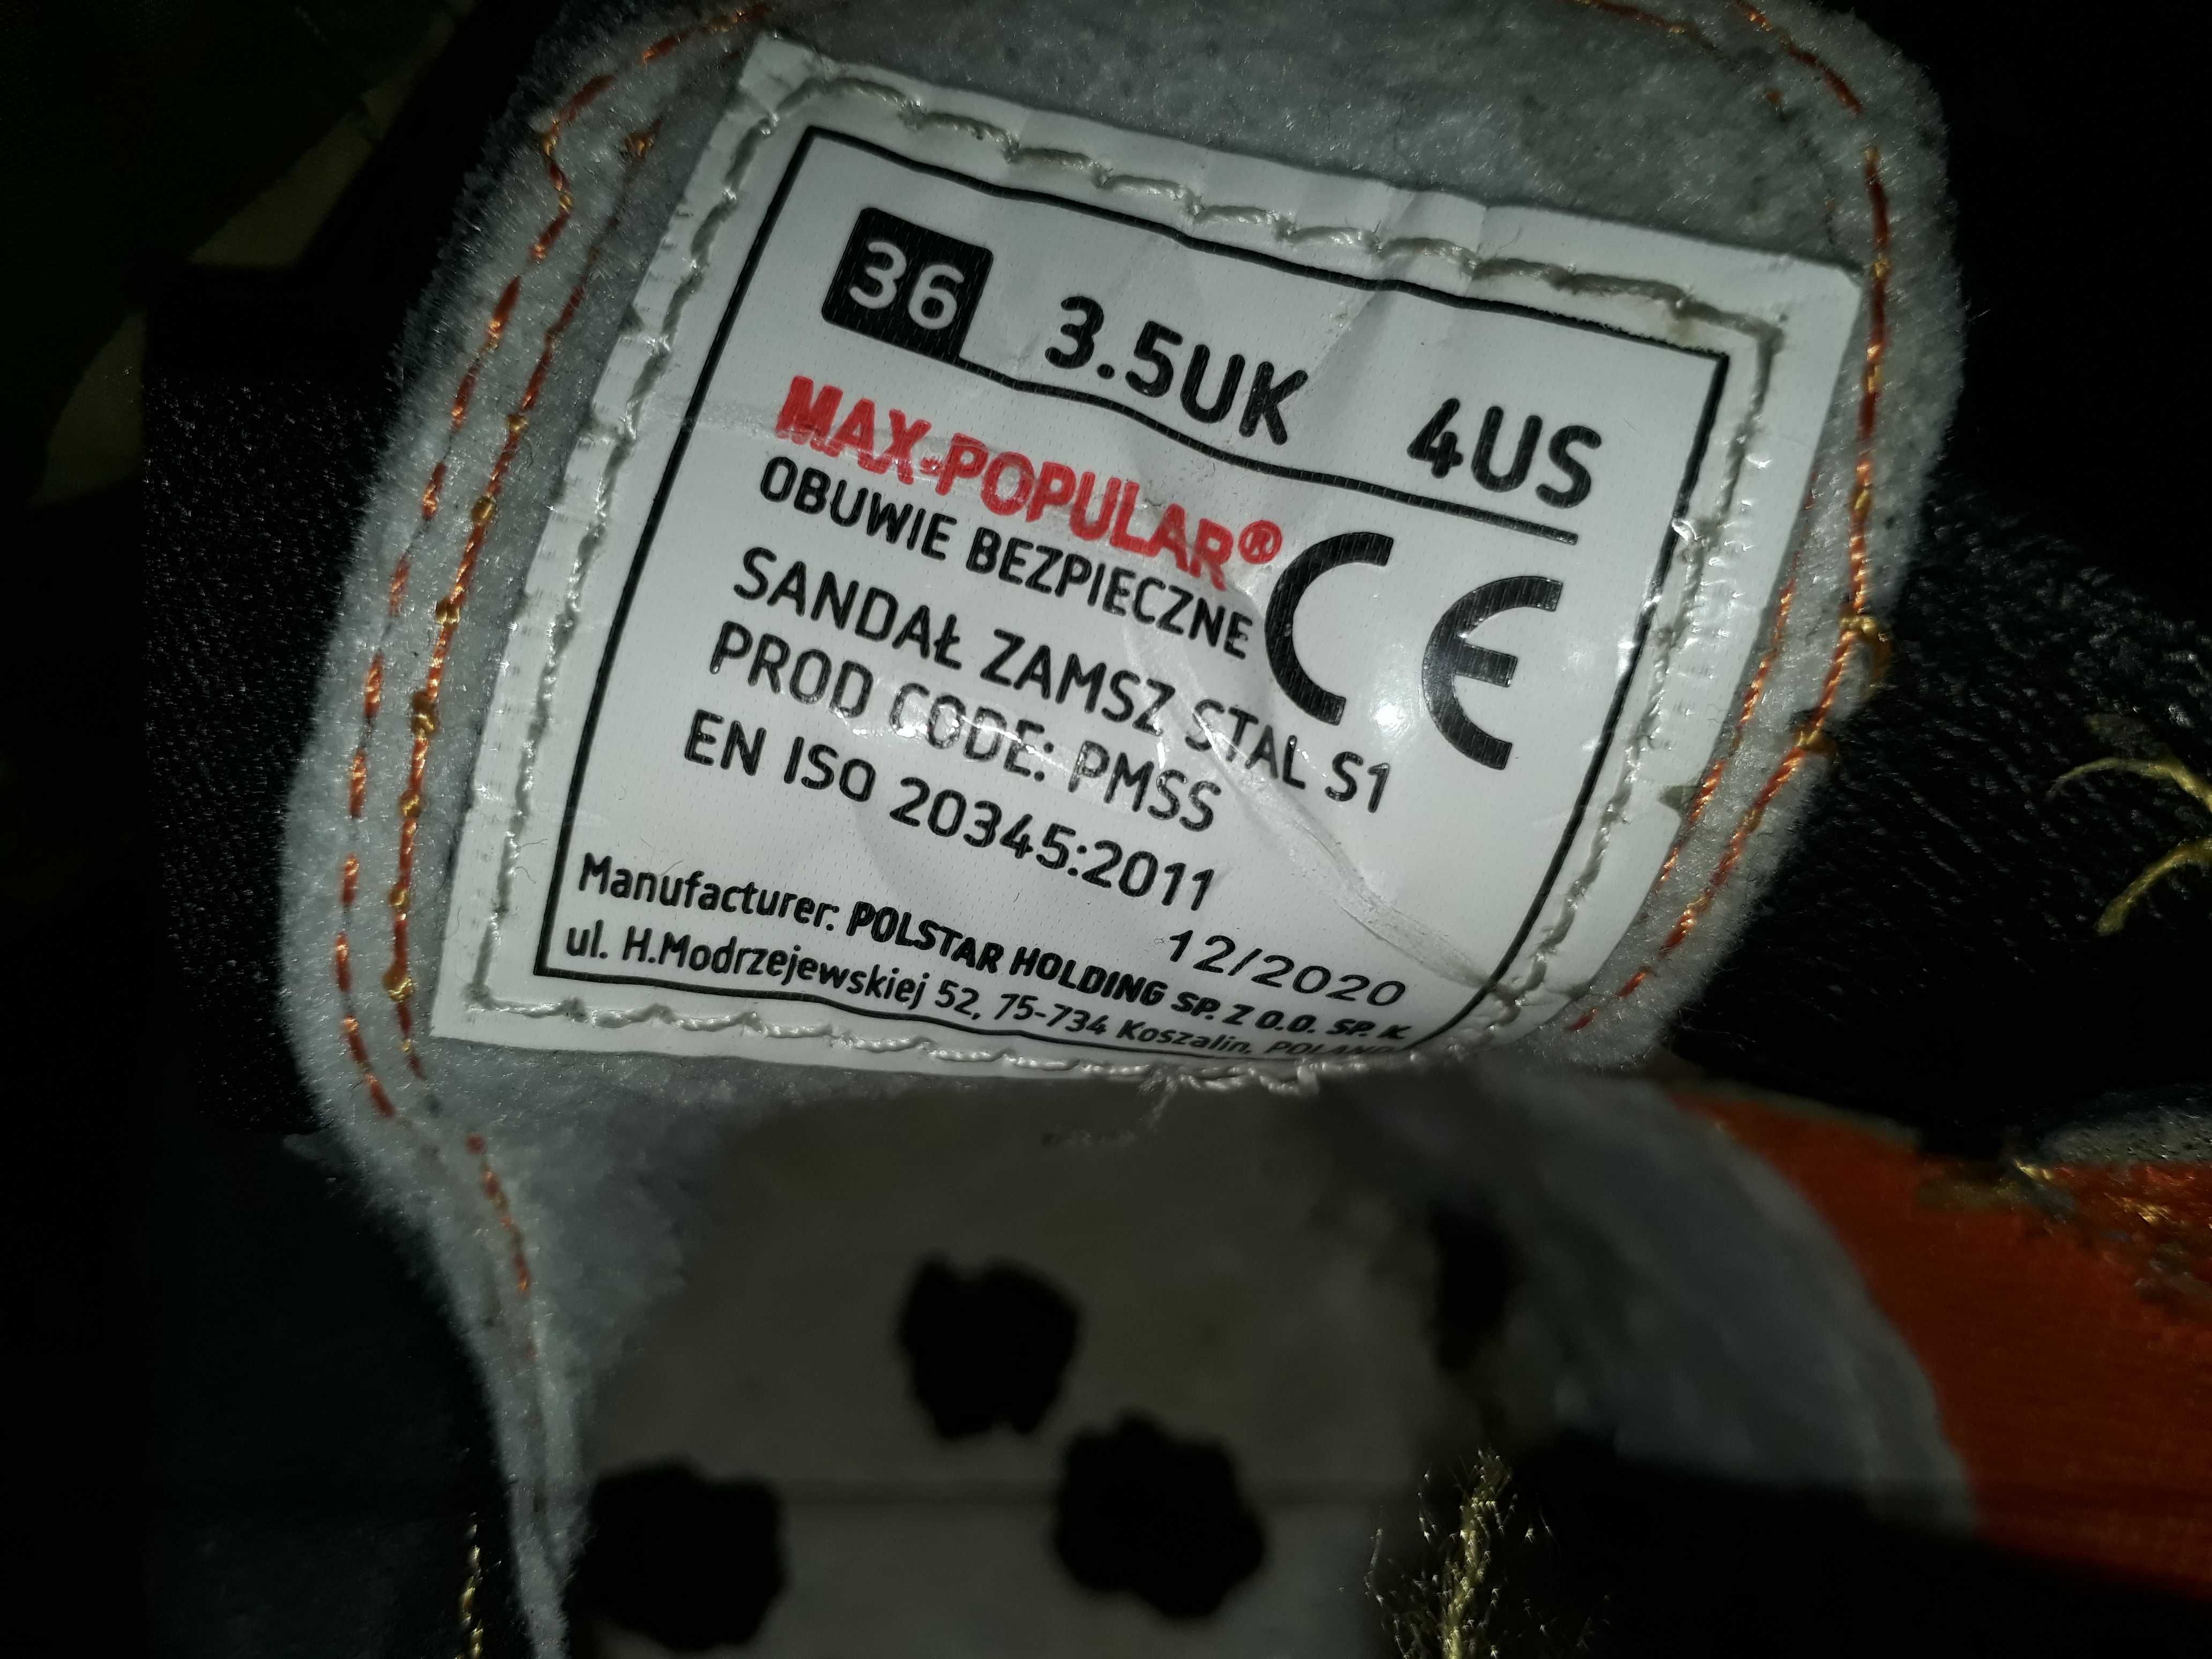 36 3.5UK 4US
MAX-POPULAR®
OBUWIE BEZPIECZNE
CE
SANDAŁ ZAMSZ STAL S1
PROD CODE: PMSS
EN ISO 20345:2011
12/2020
Manufacturer: POLSTAR HOLDING SP. Z O.O. SP. K
ul. H.Modrzejewskiej 52, 75-734 Koszalin, POLAND